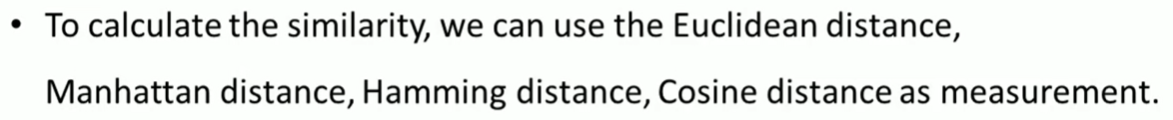 • To calculate the similarity, we can use the Euclidean distance,
Manhattan distance, Hamming distance, Cosine distance as measurement.